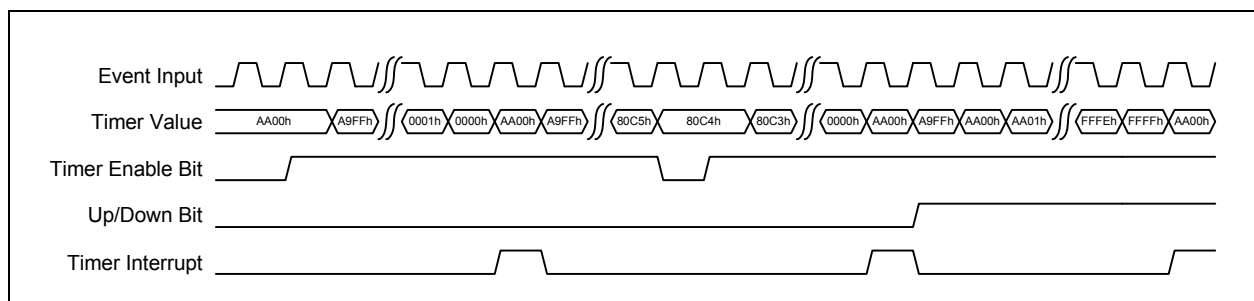 Event Input
Timer Value AA00h A9FFh 0001h 0000h AA00h A9FFh 80C5h 80C4h 80C3h 0000h AA00h A9FFh AA00h AA01h FFFEh FFFFh AA00h
Timer Enable Bit
Up/Down Bit
Timer Interrupt